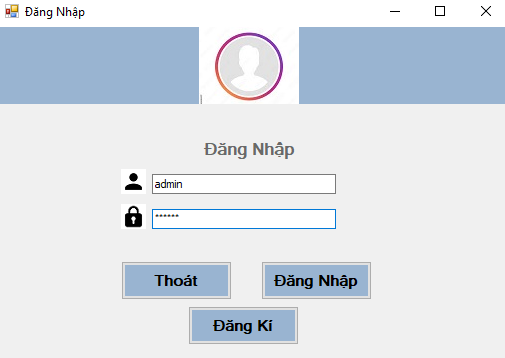 Đăng Nhập
Đăng Nhập
admin
******
Thoát
Đăng Nhập
Đăng Kí